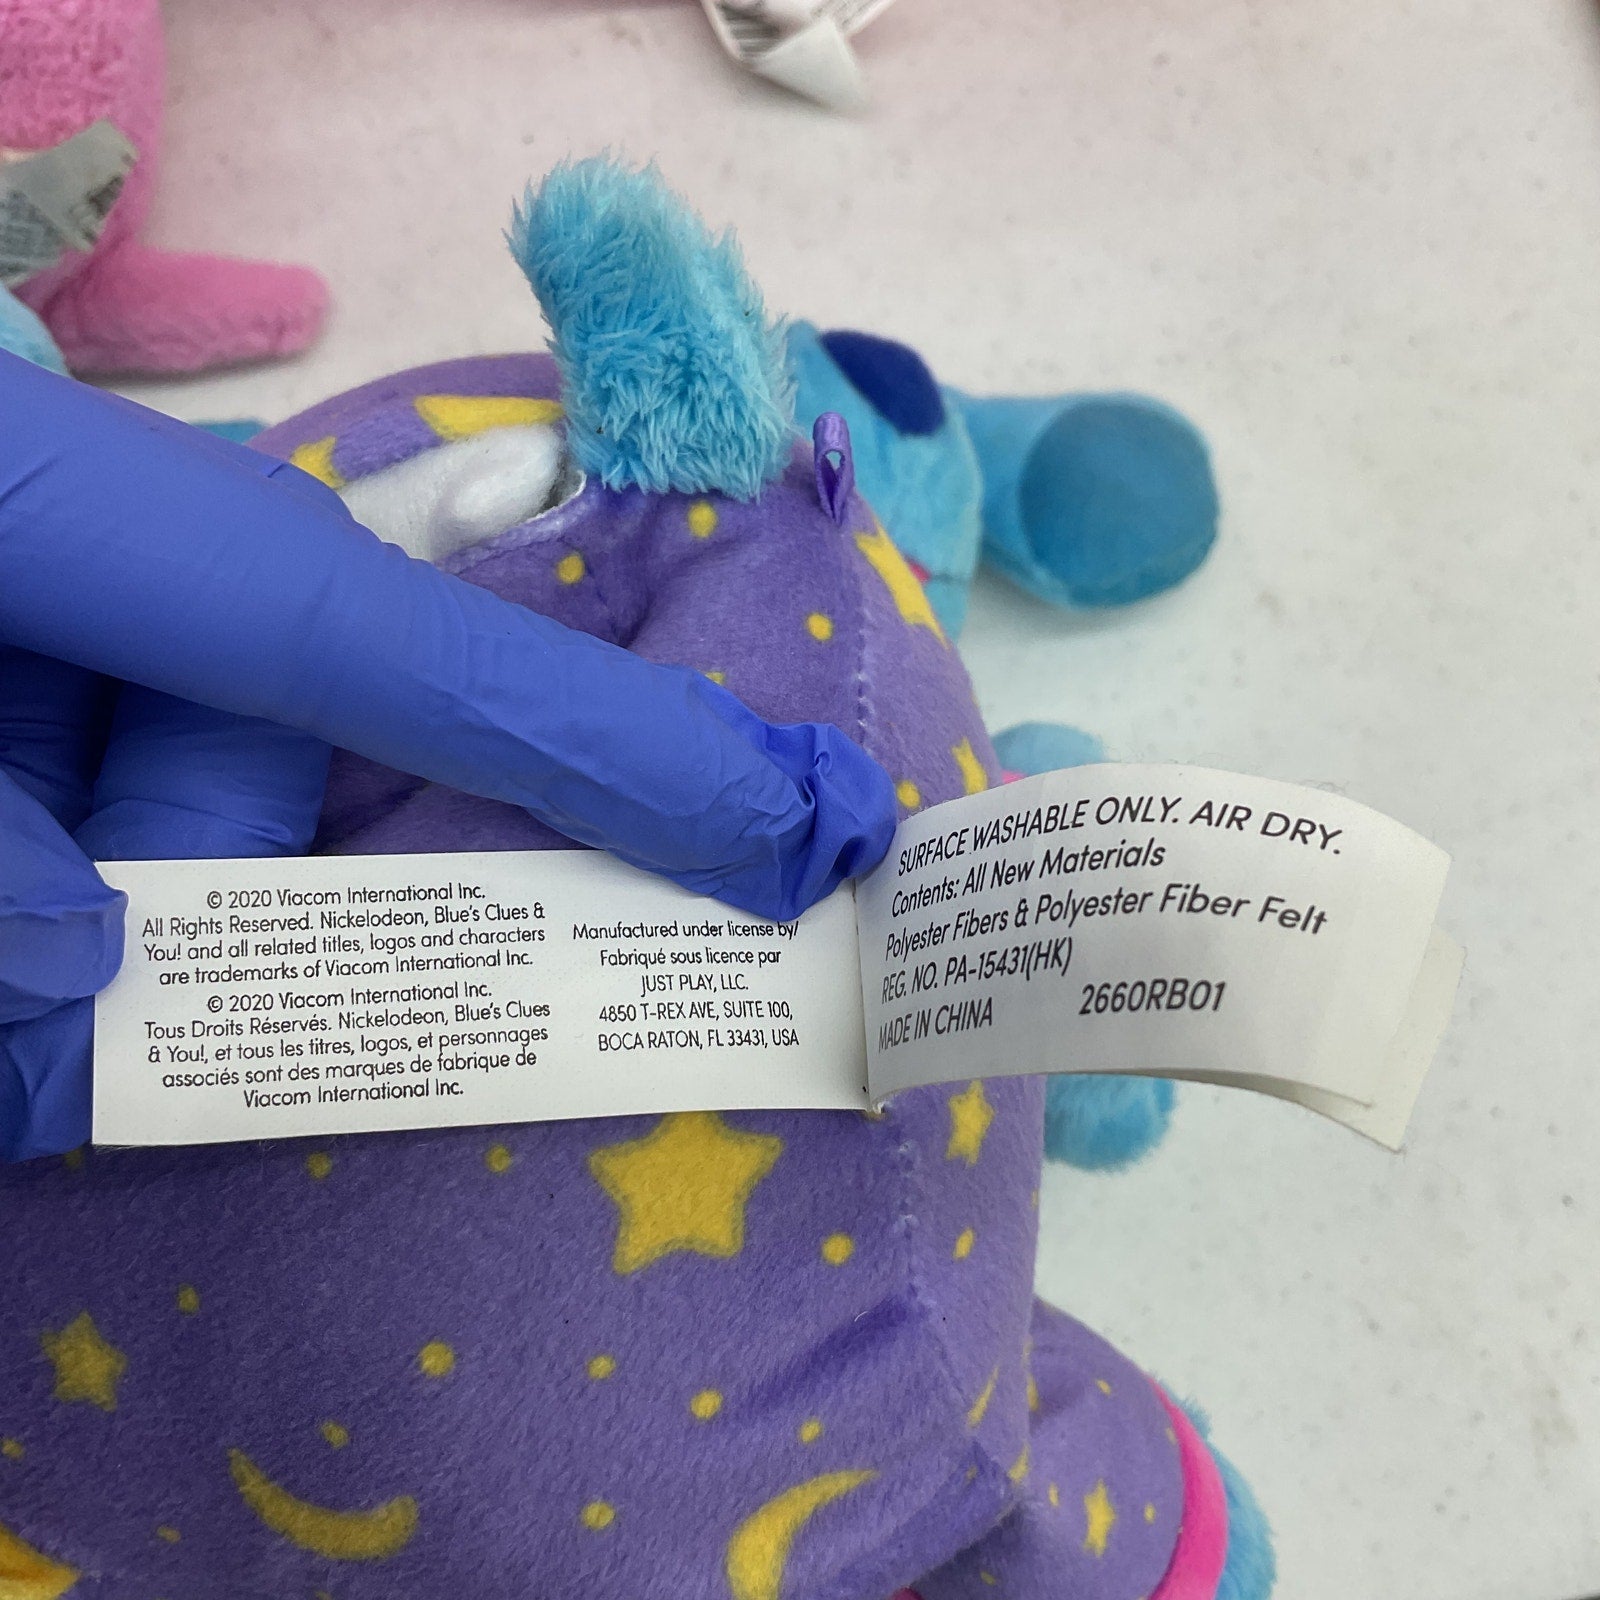 © 2020 Viacom International Inc.
All Rights Reserved. Nickelodeon, Blue's Clues &
You! and all related titles, logos and characters
are trademarks of Viacom International Inc.
© 2020 Viacom International Inc.
Tous Droits Réservés. Nickelodeon, Blue's Clues
& You!, et tous les titres, logos, et personnages
associés sont des marques de fabrique de
Viacom International Inc.
Manufactured under license by/
Fabriqué sous licence par
JUST PLAY, LLC.
4850 T-REX AVE, SUITE 100,
BOCA RATON, FL 33431, USA
SURFACE WASHABLE ONLY. AIR DRY.
Contents: All New Materials
Polyester Fibers & Polyester Fiber Felt
REG. NO. PA-15431(HK)
MADE IN CHINA 2660RB01